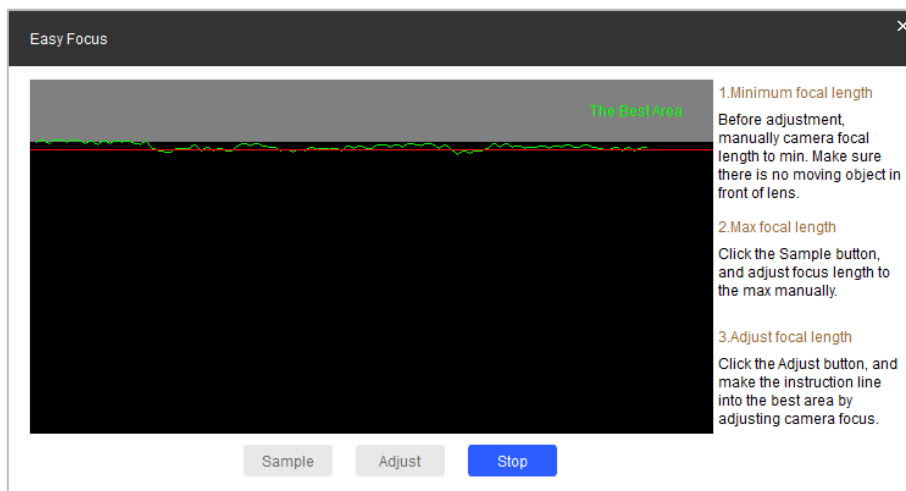 Easy Focus
×
The Best Area
1.Minimum focal length
Before adjustment,
manually camera focal
length to min. Make sure
there is no moving object in
front of lens.
2.Max focal length
Click the Sample button,
and adjust focus length to
the max manually.
3.Adjust focal length
Click the Adjust button, and
make the instruction line
into the best area by
adjusting camera focus.
Sample
Adjust
Stop